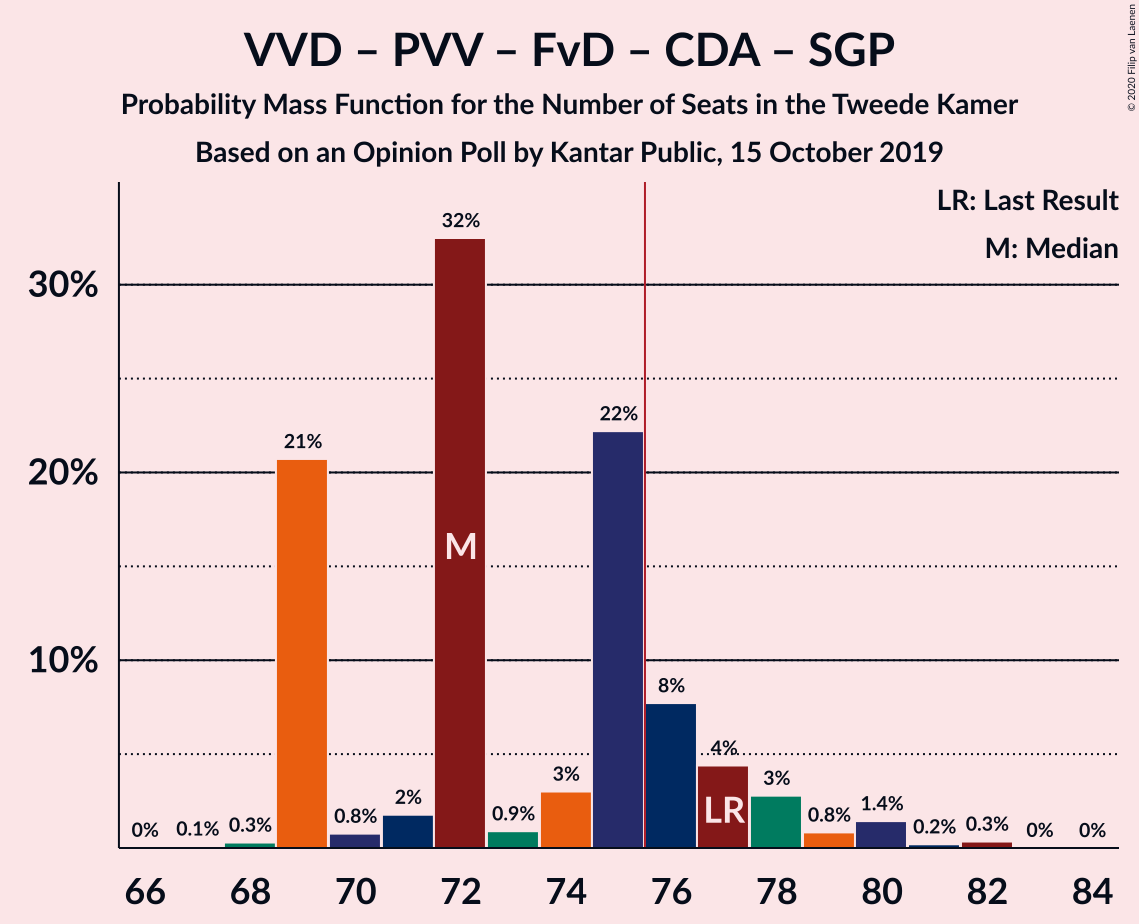 VVD – PVV – FvD – CDA – SGP
Probability Mass Function for the Number of Seats in the Tweede Kamer
Based on an Opinion Poll by Kantar Public, 15 October 2019
© 2020 Filip van Laenen
LR: Last Result
M: Median
30%
20%
10%
0% 0.1% 0.3% 21% 0.8% 2% 32% 0.9% 3% 22% 8% 4% 3% 0.8% 1.4% 0.2% 0.3% 0% 0%
M
LR
66 68 70 72 74 76 78 80 82 84